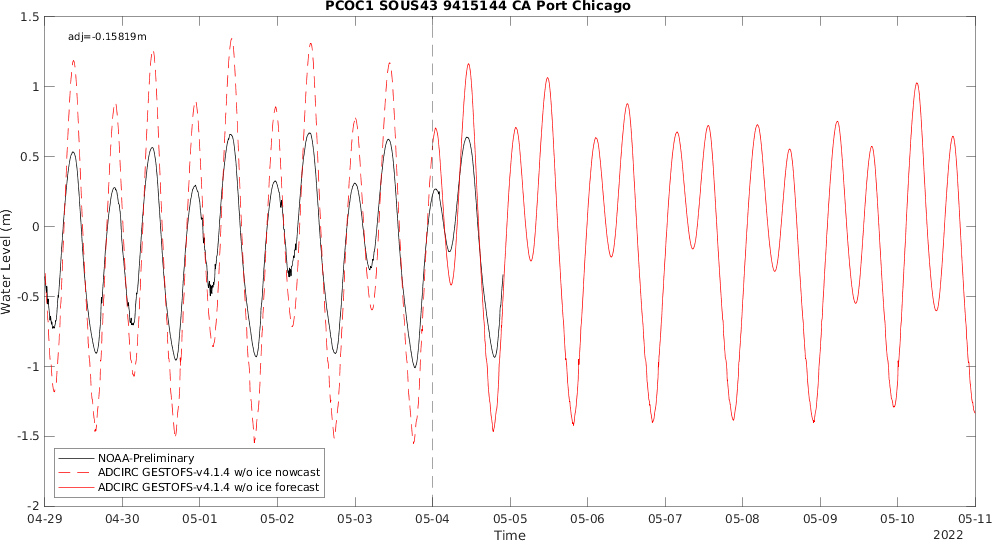 PCOC1 SOUS43 9415144 CA Port Chicago
adj=-0.15819m
1.5
1
0.5
0
-0.5
-1
-1.5
-2
Water Level (m)
NOAA-Preliminary
ADCIRC GESTOFS-v4.1.4 w/o ice nowcast
ADCIRC GESTOFS-v4.1.4 w/o ice forecast
04-29 04-30 05-01 05-02 05-03 05-04 05-05 05-06 05-07 05-08 05-09 05-10 05-11
Time
2022